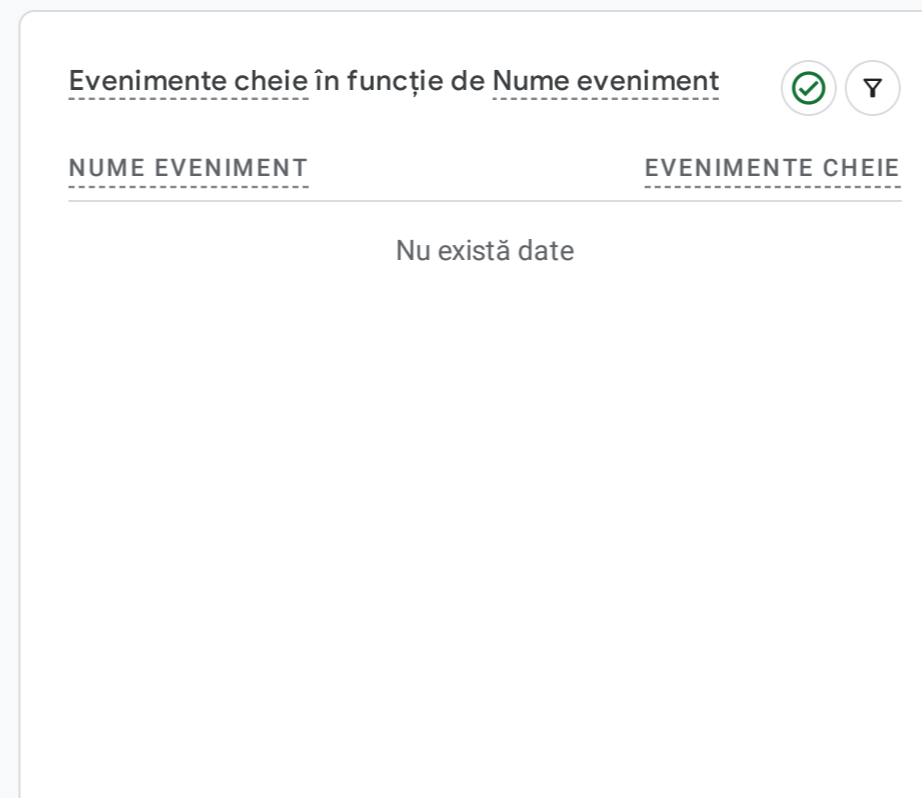 Evenimente cheie în funcție de Nume eveniment
NUME EVENIMENT EVENIMENTE CHEIE
Nu există date